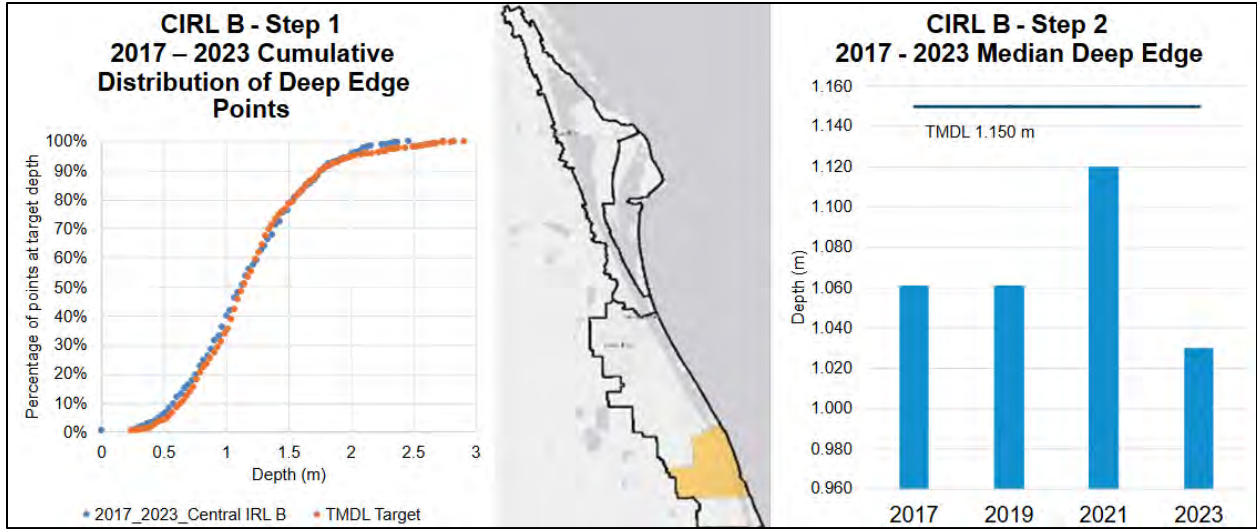 CIRL B - Step 1
2017 – 2023 Cumulative
Distribution of Deep Edge
Points
Percentage of points at target depth
100%
90%
80%
70%
60%
50%
40%
30%
20%
10%
0%
0 0.5 1 1.5 2 2.5 3
Depth (m)
2017_2023_Central IRL B TMDL Target
CIRL B - Step 2
2017 - 2023 Median Deep Edge
Depth (m)
1.160
1.140
1.120
1.100
1.080
1.060
1.040
1.020
1.000
0.980
0.960
TMDL 1.150 m
2017 2019 2021 2023